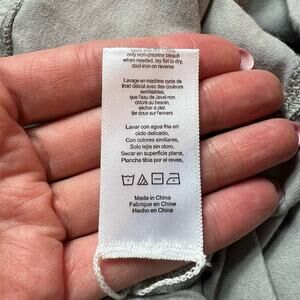 only non-chlorine bleach
when needed, lay flat to dry,
cool iron on reverse
Lavage en machine cycle de
froid délicat avec des couleurs
semblables,
que l'eau de Javel non
chloré au besoin,
sécher à plat,
fer doux sur l'envers
Lavar con agua fría en
ciclo delicado,
Con colores similares,
Solo lejía sin cloro,
Secar en superficie plana,
Plancha tibia por el reves,
Made in China
Fabrique en Chine
Hecho en China